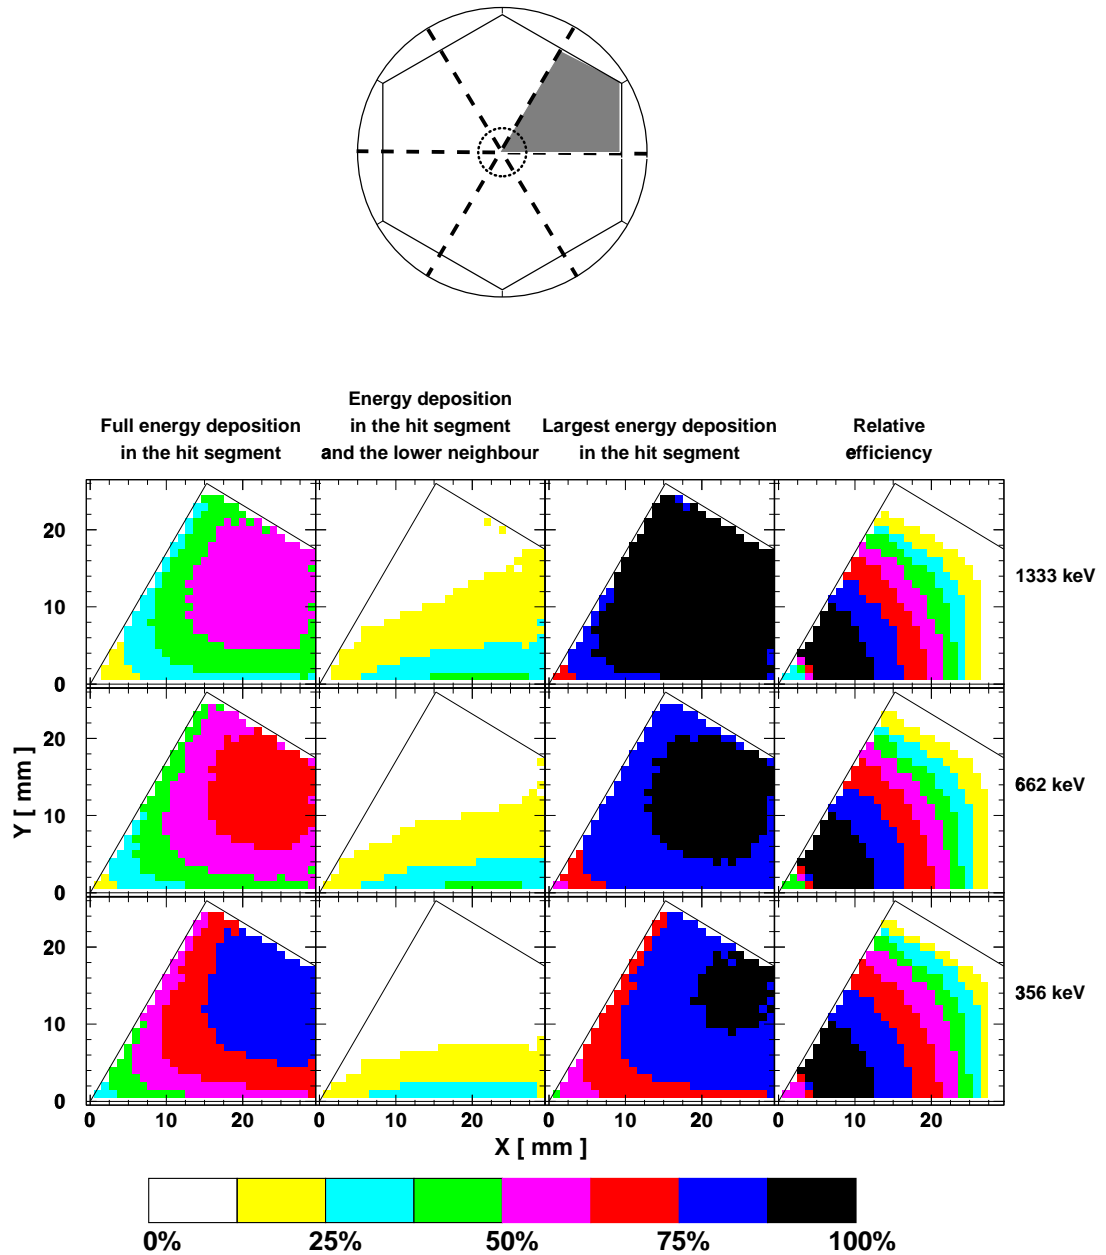 Energy deposition
Full energy deposition in the hit segment Largest energy deposition Relative
in the hit segment and the lower neighbour in the hit segment efficiency
20
10
0
1333 keV
20
10
0
662 keV
20
10
0
356 keV
Y [ mm ]
0 10 20 0 10 20 0 10 20 0 10 20
X [ mm ]
0% 25% 50% 75% 100%